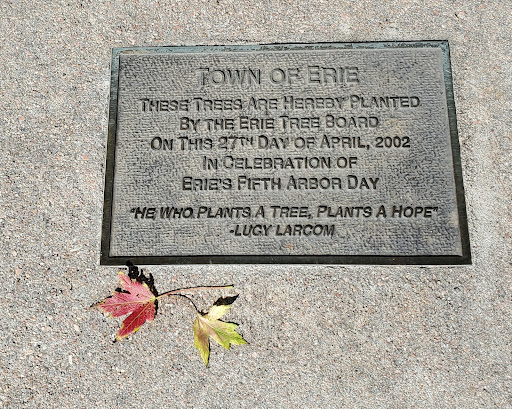 TOWN OF ERIE
THESE TREES ARE HEREBY PLANTED
BY THE ERIE TREE BOARD
ON THIS 27TH DAY OF APRIL, 2002
IN CELEBRATION OF
ERIE'S FIFTH ARBOR DAY
"HE WHO PLANTS A TREE, PLANTS A HOPE"
-LUCY LARCOM